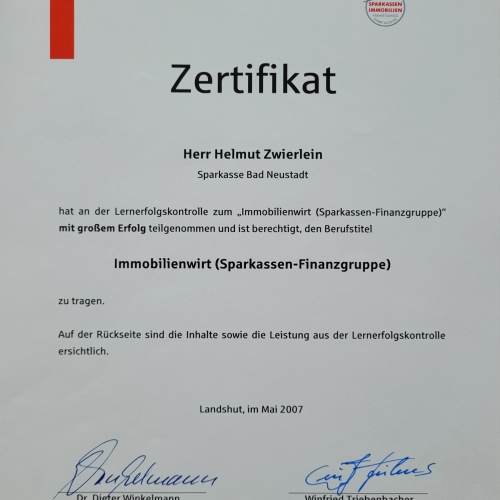 SPARKASSEN
IMMOBILIEN
Zertifikat
Herr Helmut Zwierlein
Sparkasse Bad Neustadt
hat an der Lernerfolgskontrolle zum „Immobilienwirt (Sparkassen-Finanzgruppe)“
mit großem Erfolg teilgenommen und ist berechtigt, den Berufstitel
Immobilienwirt (Sparkassen-Finanzgruppe)
zu tragen.
Auf der Rückseite sind die Inhalte sowie die Leistung aus der Lernerfolgskontrolle
ersichtlich.
Landshut, im Mai 2007
Dr. Dieter Winkelmann
Winfried Triebenbacher